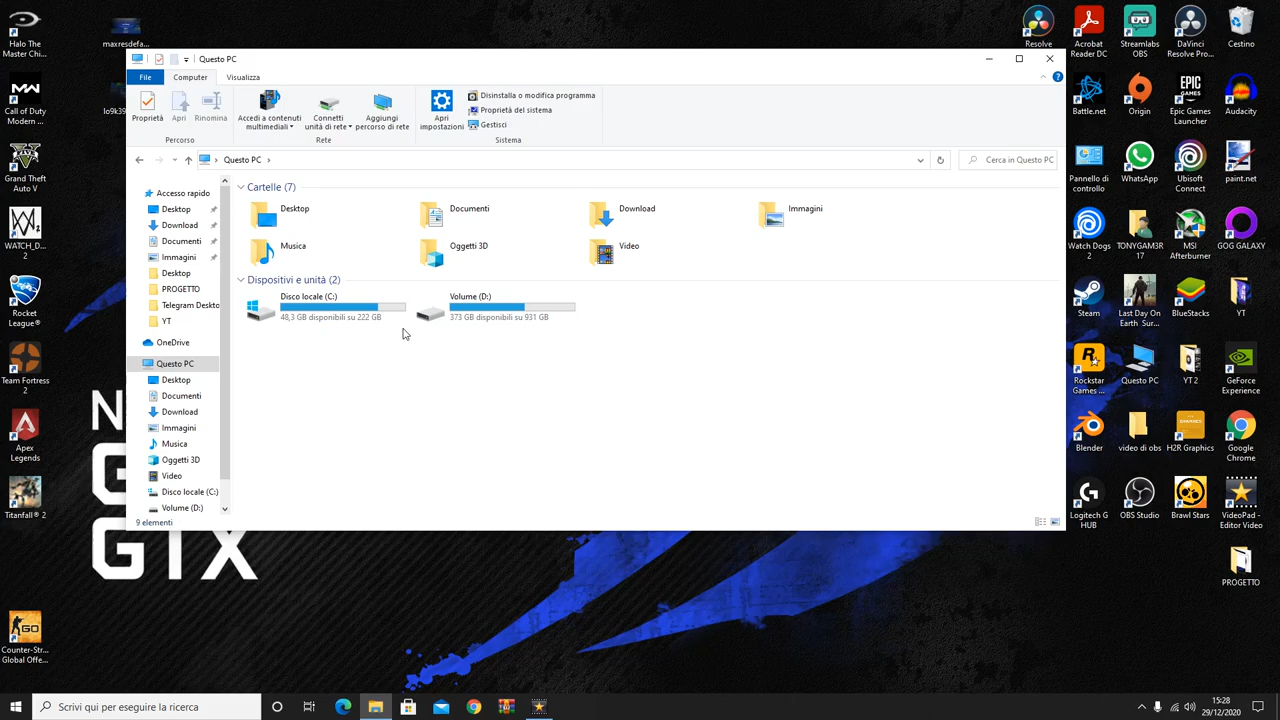 Halo The
Master Chi...
maxresdefa...
Call of Duty
Modern ...
Grand Theft
Auto V
WATCH_D...
2
Rocket
League®
Team Fortress
2
Apex
Legends
Titanfall® 2
Counter-Str...
Global Offe...
Questo PC
File
Computer
Visualizza
Proprietà
Apri
Rinomina
Percorso
Accedi a contenuti
multimediali
Connetti
unità di rete
Aggiungi
percorso di rete
Rete
Apri
impostazioni
Disinstalla o modifica programma
Proprietà del sistema
Gestisci
Sistema
Questo PC
Cerca in Questo PC
Accesso rapido
Desktop
Download
Documenti
Immagini
Desktop
PROGETTO
Telegram Deskto
YT
OneDrive
Questo PC
Desktop
Documenti
Download
Immagini
Musica
Oggetti 3D
Video
Disco locale (C:)
Volume (D:)
Cartelle (7)
Desktop
Documenti
Download
Immagini
Musica
Oggetti 3D
Video
Dispositivi e unità (2)
Disco locale (C:)
48,3 GB disponibili su 222 GB
Volume (D:)
373 GB disponibili su 931 GB
9 elementi
GTX
Resolve
Acrobat
Reader DC
Streamlabs
OBS
DaVinci
Resolve Pro...
Cestino
Battle.net
Origin
Epic Games
Launcher
Audacity
Pannello di
controllo
WhatsApp
Ubisoft
Connect
paint.net
Watch Dogs
2
TONYGAM3R
17
MSI
Afterburner
GOG GALAXY
Steam
Last Day On
Earth Sur...
BlueStacks
YT
Rockstar
Games ...
Questo PC
YT 2
GeForce
Experience
Blender
video di obs
H2R Graphics
Google
Chrome
Logitech G
HUB
OBS Studio
Brawl Stars
VideoPad -
Editor Video
PROGETTO
Scrivi qui per eseguire la ricerca
15:28
29/12/2020